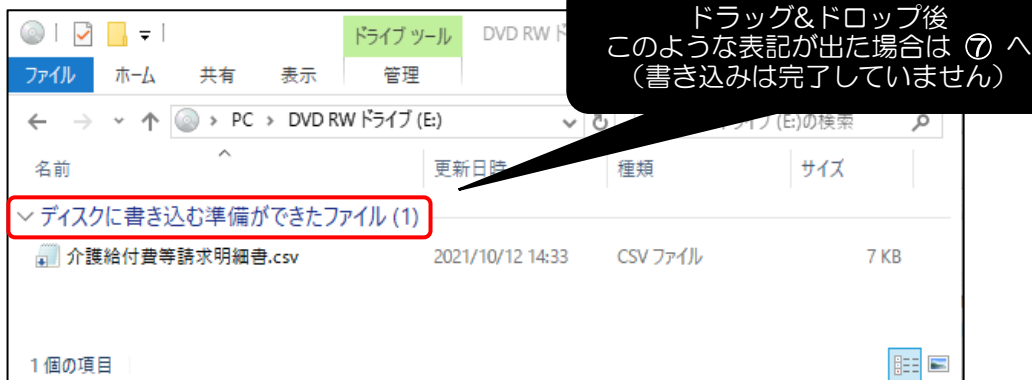 ドラッグ&ドロップ後
このような表記が出た場合は ⑦ へ
（書き込みは完了していません）
ドライブ ツール DVD RW
ファイル ホーム 共有 表示 管理
PC › DVD RW ドライブ (E:) (E:)の検索
名前 更新日時 種類 サイズ
ディスクに書き込む準備ができたファイル (1)
介護給付費等請求明細書.csv 2021/10/12 14:33 CSV ファイル 7 KB
1 個の項目